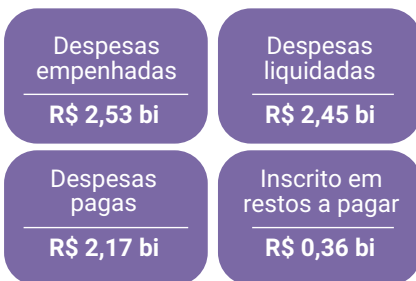 Despesas
empenhadas
R$ 2,53 bi
Despesas
liquidadas
R$ 2,45 bi
Despesas
pagas
R$ 2,17 bi
Inscrito em
restos a pagar
R$ 0,36 bi